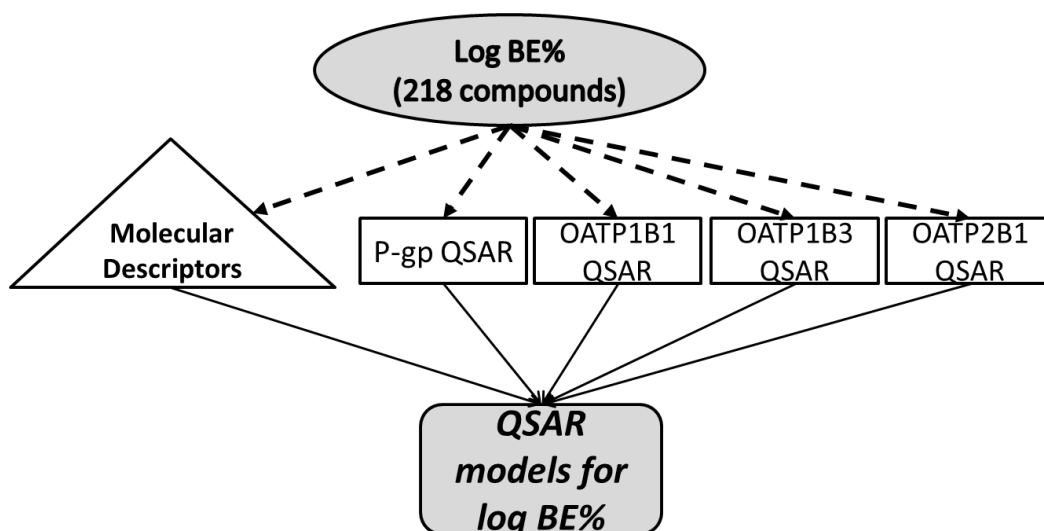 Log BE%
(218 compounds)
Molecular
Descriptors
P-gp QSAR
OATP1B1
QSAR
OATP1B3
QSAR
OATP2B1
QSAR
QSAR
models for
log BE%